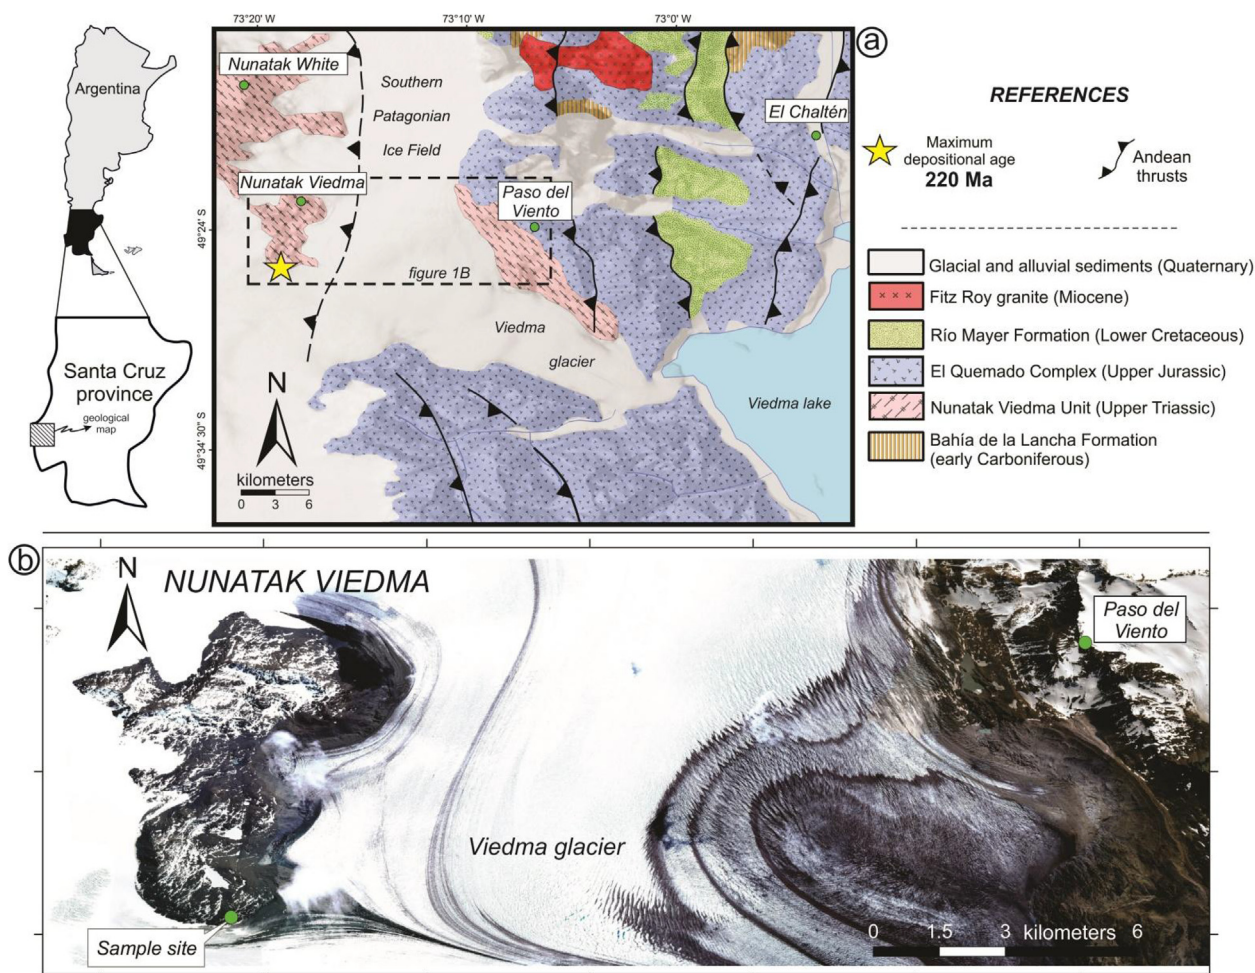 73°20' W
73°10' W
73°0' W
a
Argentina
Santa Cruz
province
geological
map
Nunatak White
Southern
Patagonian
Ice Field
El Chaltén
Nunatak Viedma
Paso del
Viento
49°24' S
figure 1B
Viedma
glacier
N
Viedma lake
49°34' 30" S
kilometers
0 3 6
REFERENCES
Maximum
depositional age
220 Ma
Andean
thrusts
Glacial and alluvial sediments (Quaternary)
Fitz Roy granite (Miocene)
Río Mayer Formation (Lower Cretaceous)
El Quemado Complex (Upper Jurassic)
Nunatak Viedma Unit (Upper Triassic)
Bahía de la Lancha Formation
(early Carboniferous)
b
N
NUNATAK VIEDMA
Paso del
Viento
Viedma glacier
Sample site
0 1.5 3 kilometers 6